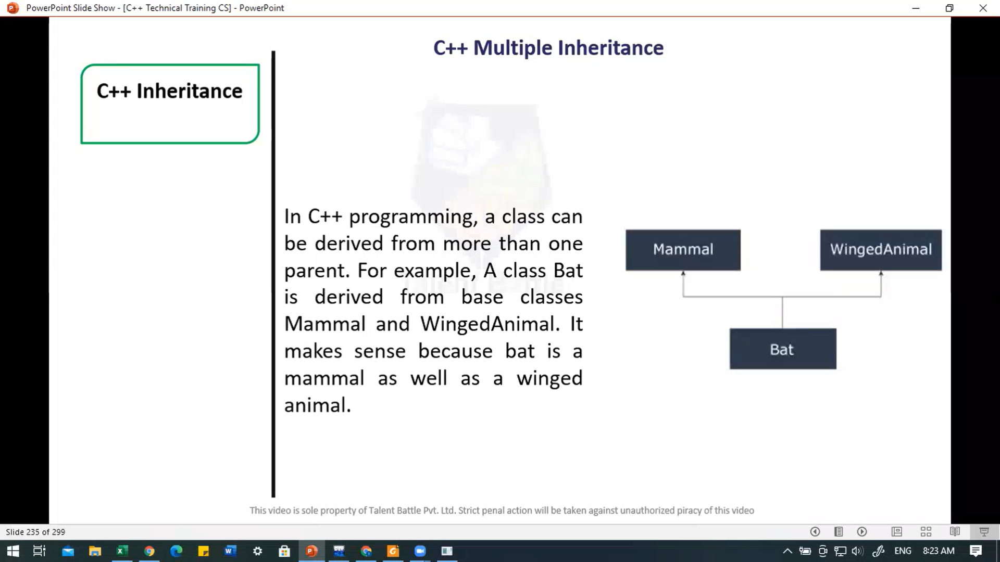 PowerPoint Slide Show - [C++ Technical Training CS] - PowerPoint
C++ Multiple Inheritance
C++ Inheritance
In C++ programming, a class can
be derived from more than one
parent. For example, A class Bat
is derived from base classes
Mammal and WingedAnimal. It
makes sense because bat is a
mammal as well as a winged
animal.
Mammal
WingedAnimal
Bat
Talent Battle
This video is sole property of Talent Battle Pvt. Ltd. Strict penal action will be taken against unauthorized piracy of this video
Slide 235 of 299
ENG
8:23 AM